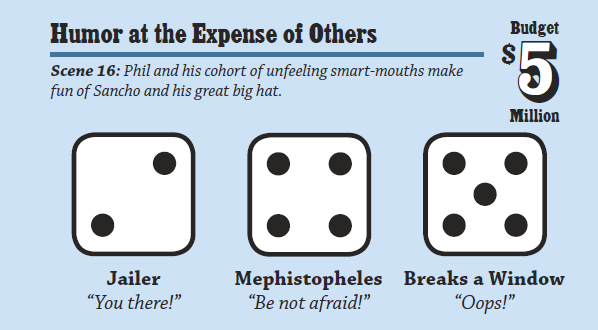 Humor at the Expense of Others
Budget
$5
Million
Scene 16: Phil and his cohort of unfeeling smart-mouths make
fun of Sancho and his great big hat.
Jailer
"You there!"
Mephistopheles
"Be not afraid!"
Breaks a Window
"Oops!"